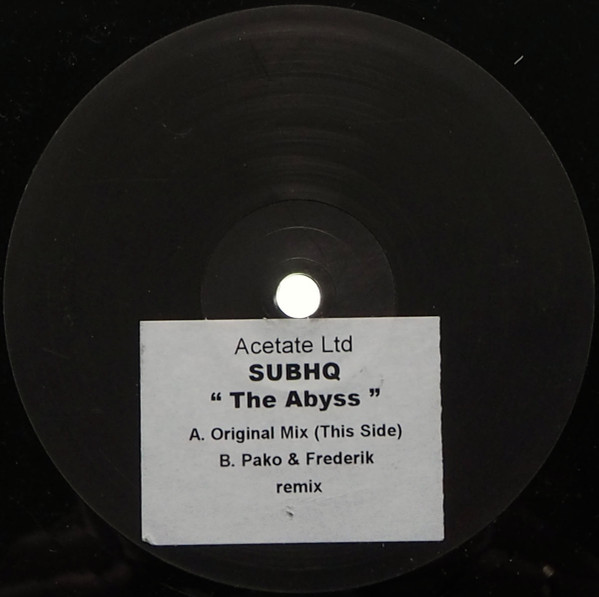 Acetate Ltd
SUBHQ
“ The Abyss ”
A. Original Mix (This Side)
B. Pako & Frederik
remix